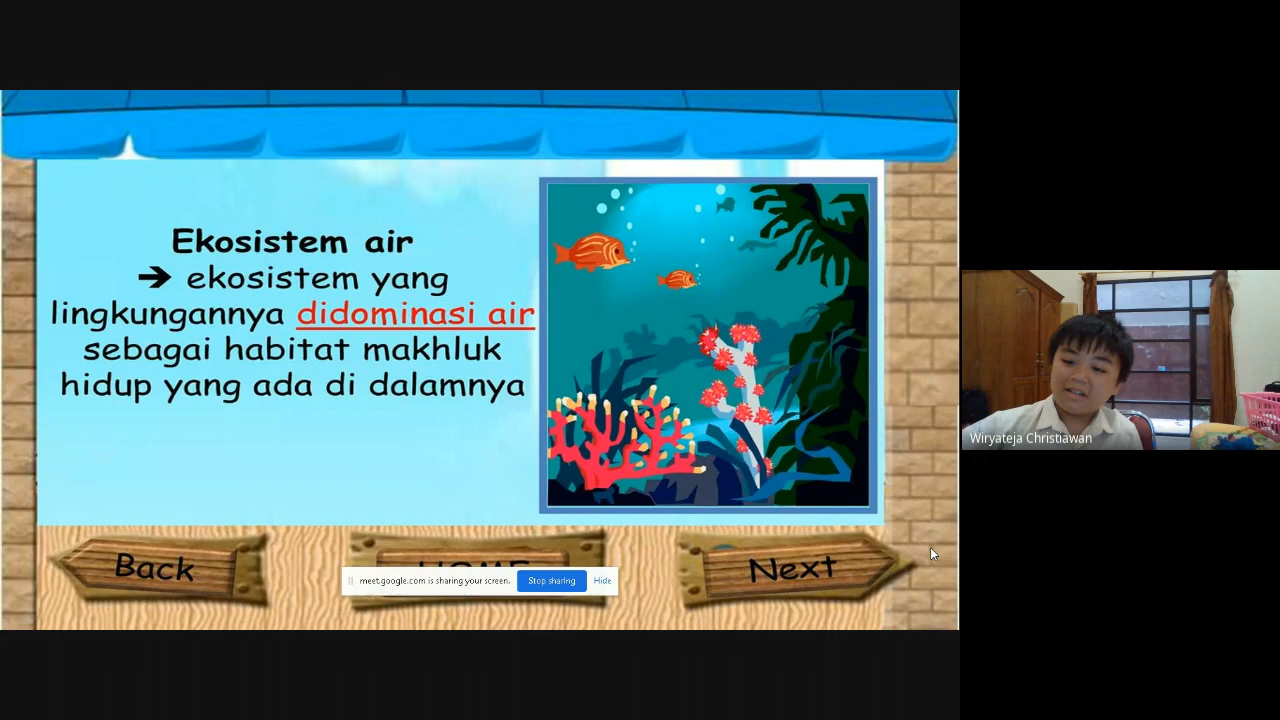 Ekosistem air
➔ ekosistem yang
lingkungannya didominasi air
sebagai habitat makhluk
hidup yang ada di dalamnya
Back
HOME
Next
meet.google.com is sharing your screen.
Stop sharing
Hide
Wiryateja Christiawan